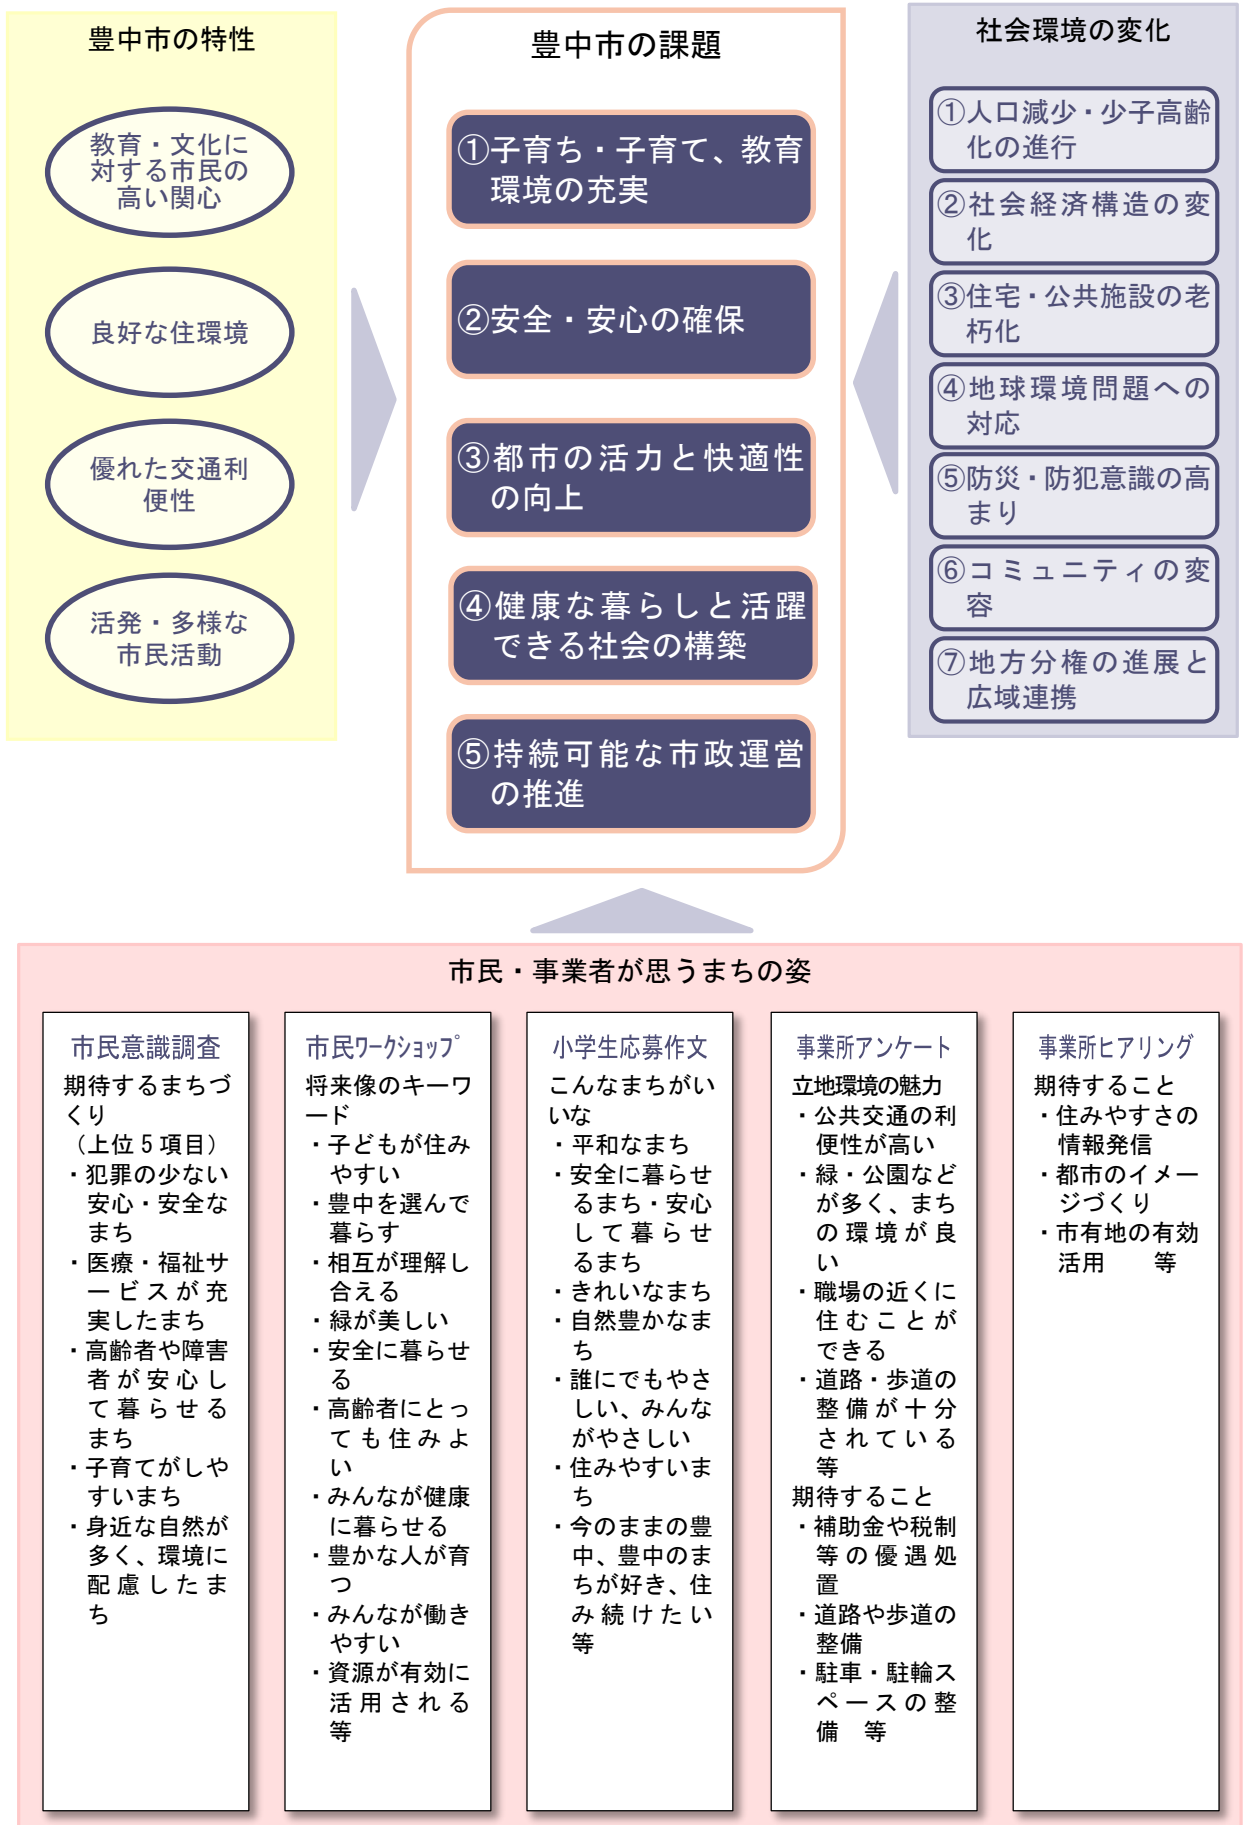 豊中市の特性
教育・文化に
対する市民の
高い関心
良好な住環境
優れた交通利
便性
活発・多様な
市民活動
豊中市の課題
①子育ち・子育て、教育
環境の充実
②安全・安心の確保
③都市の活力と快適性
の向上
④健康な暮らしと活躍
できる社会の構築
⑤持続可能な市政運営
の推進
社会環境の変化
①人口減少・少子高齢
化の進行
②社会経済構造の変
化
③住宅・公共施設の老
朽化
④地球環境問題への
対応
⑤防災・防犯意識の高
まり
⑥コミュニティの変
容
⑦地方分権の進展と
広域連携
市民・事業者が思うまちの姿
市民意識調査
期待するまちづ
くり
（上位5項目）
・犯罪の少ない
安心・安全な
まち
・医療・福祉サ
ービスが充
実したまち
・高齢者や障害
者が安心し
て暮らせる
まち
・子育てがしや
すいまち
・身近な自然が
多く、環境に
配慮したま
ち
市民ワークショップ
将来像のキーワ
ード
・子どもが住み
やすい
・豊中を選んで
暮らす
・相互が理解し
合える
・緑が美しい
・安全に暮らせ
る
・高齢者にとっ
ても住みよ
い
・みんなが健康
に暮らせる
・豊かな人が育
つ
・みんなが働き
やすい
・資源が有効に
活用される
等
小学生応募作文
こんなまちがい
いな
・平和なまち
・安全に暮らせ
るまち・安心
して暮らせ
るまち
・きれいなまち
・自然豊かなま
ち
・誰にでもやさ
しい、みんな
がやさしい
・住みやすいま
ち
・今のままの豊
中、豊中のま
ちが好き、住
み続けたい
等
事業所アンケート
立地環境の魅力
・公共交通の利
便性が高い
・緑・公園など
が多く、まち
の環境が良
い
・職場の近くに
住むことが
できる
・道路・歩道の
整備が十分
されている
等
期待すること
・補助金や税制
等の優遇処
置
・道路や歩道の
整備
・駐車・駐輪ス
ペースの整
備　等
事業所ヒアリング
期待すること
・住みやすさの
情報発信
・都市のイメー
ジづくり
・市有地の有効
活用　　等